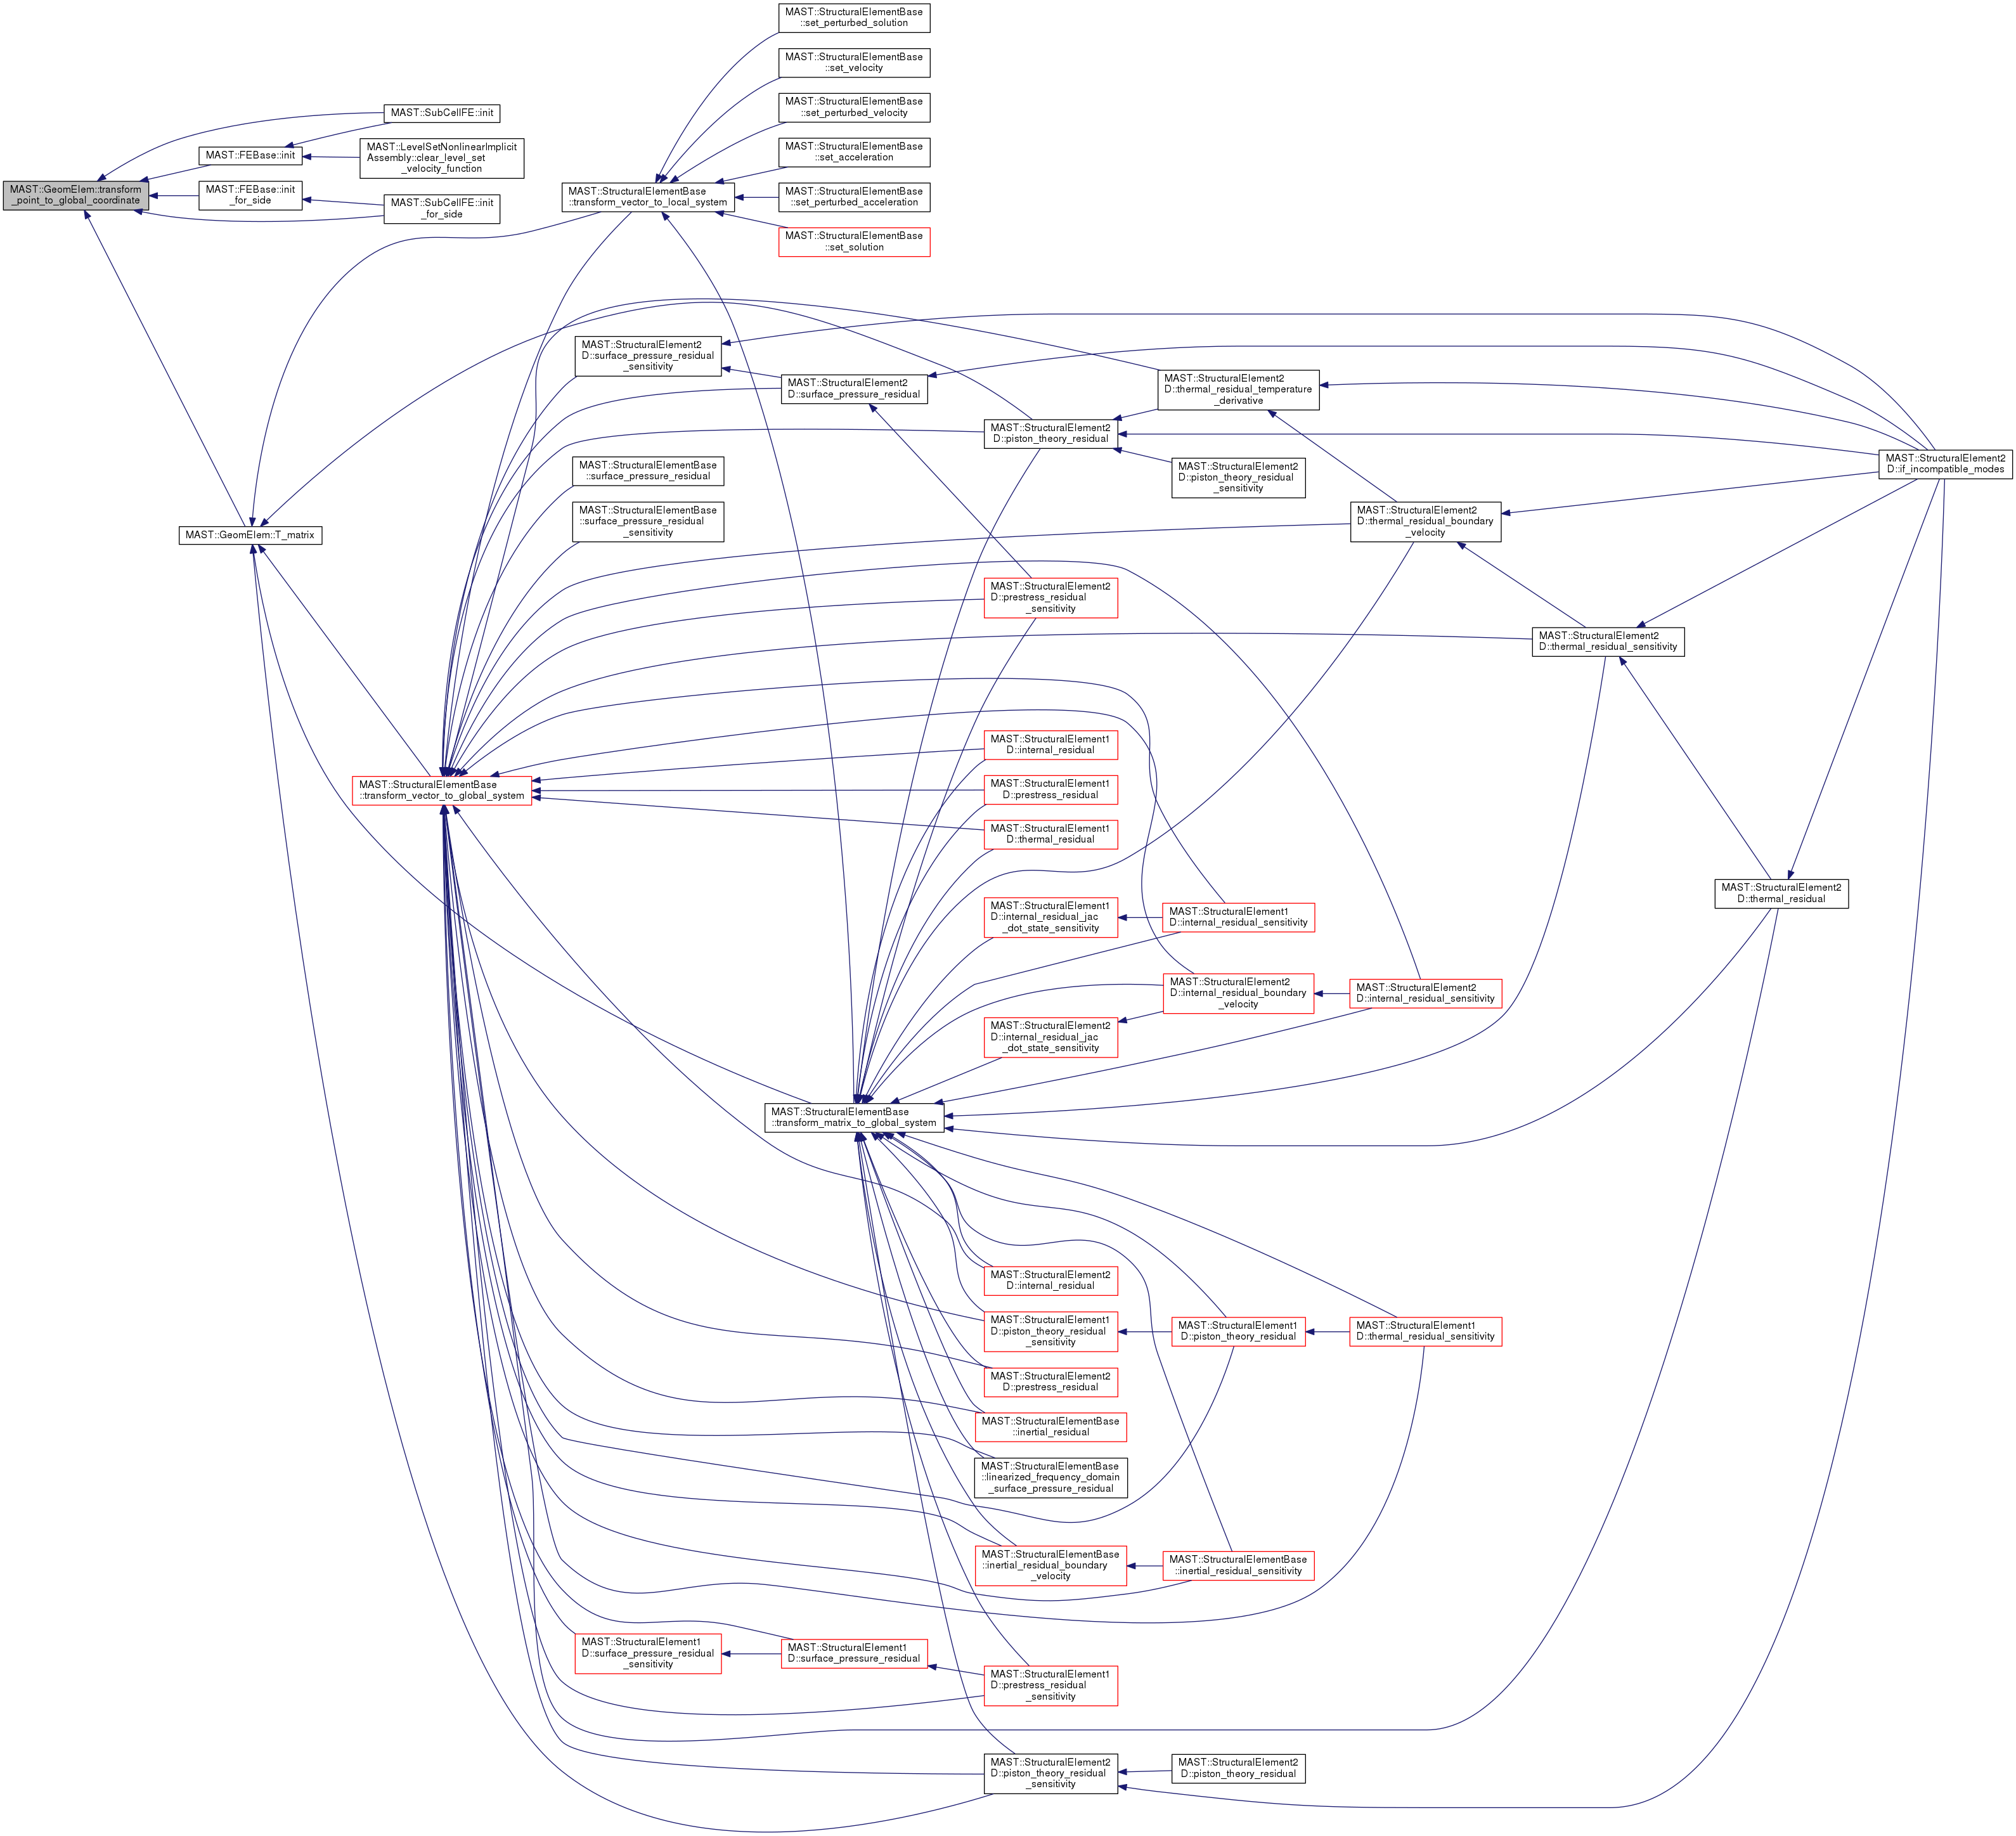 MAST::StructuralElementBase
::set_perturbed_solution
MAST::StructuralElementBase
::set_velocity
MAST::StructuralElementBase
::set_perturbed_velocity
MAST::SubCellFE::init
MAST::FEBase::init
MAST::LevelSetNonlinearImplicit
Assembly::clear_level_set
_velocity_function
MAST::StructuralElementBase
::set_acceleration
MAST::GeomElem::transform
_point_to_global_coordinate
MAST::FEBase::init
_for_side
MAST::SubCellFE::init
_for_side
MAST::StructuralElementBase
::transform_vector_to_local_system
MAST::StructuralElementBase
::set_perturbed_acceleration
MAST::StructuralElementBase
::set_solution
MAST::StructuralElement2
D::surface_pressure_residual
_sensitivity
MAST::StructuralElement2
D::surface_pressure_residual
MAST::StructuralElement2
D::thermal_residual_temperature
_derivative
MAST::StructuralElement2
D::piston_theory_residual
MAST::StructuralElement2
D::if_incompatible_modes
MAST::StructuralElementBase
::surface_pressure_residual
MAST::StructuralElement2
D::piston_theory_residual
_sensitivity
MAST::StructuralElementBase
::surface_pressure_residual
_sensitivity
MAST::StructuralElement2
D::thermal_residual_boundary
_velocity
MAST::GeomElem::T_matrix
MAST::StructuralElement2
D::prestress_residual
_sensitivity
MAST::StructuralElement2
D::thermal_residual_sensitivity
MAST::StructuralElement1
D::internal_residual
MAST::StructuralElementBase
::transform_vector_to_global_system
MAST::StructuralElement1
D::prestress_residual
MAST::StructuralElement1
D::thermal_residual
MAST::StructuralElement2
D::thermal_residual
MAST::StructuralElement1
D::internal_residual_jac
_dot_state_sensitivity
MAST::StructuralElement1
D::internal_residual_sensitivity
MAST::StructuralElement2
D::internal_residual_boundary
_velocity
MAST::StructuralElement2
D::internal_residual_sensitivity
MAST::StructuralElement2
D::internal_residual_jac
_dot_state_sensitivity
MAST::StructuralElementBase
::transform_matrix_to_global_system
MAST::StructuralElement2
D::internal_residual
MAST::StructuralElement1
D::piston_theory_residual
_sensitivity
MAST::StructuralElement1
D::piston_theory_residual
MAST::StructuralElement1
D::thermal_residual_sensitivity
MAST::StructuralElement2
D::prestress_residual
MAST::StructuralElementBase
::inertial_residual
MAST::StructuralElementBase
::linearized_frequency_domain
_surface_pressure_residual
MAST::StructuralElementBase
::inertial_residual_boundary
_velocity
MAST::StructuralElementBase
::inertial_residual_sensitivity
MAST::StructuralElement1
D::surface_pressure_residual
_sensitivity
MAST::StructuralElement1
D::surface_pressure_residual
MAST::StructuralElement1
D::prestress_residual
_sensitivity
MAST::StructuralElement2
D::piston_theory_residual
_sensitivity
MAST::StructuralElement2
D::piston_theory_residual